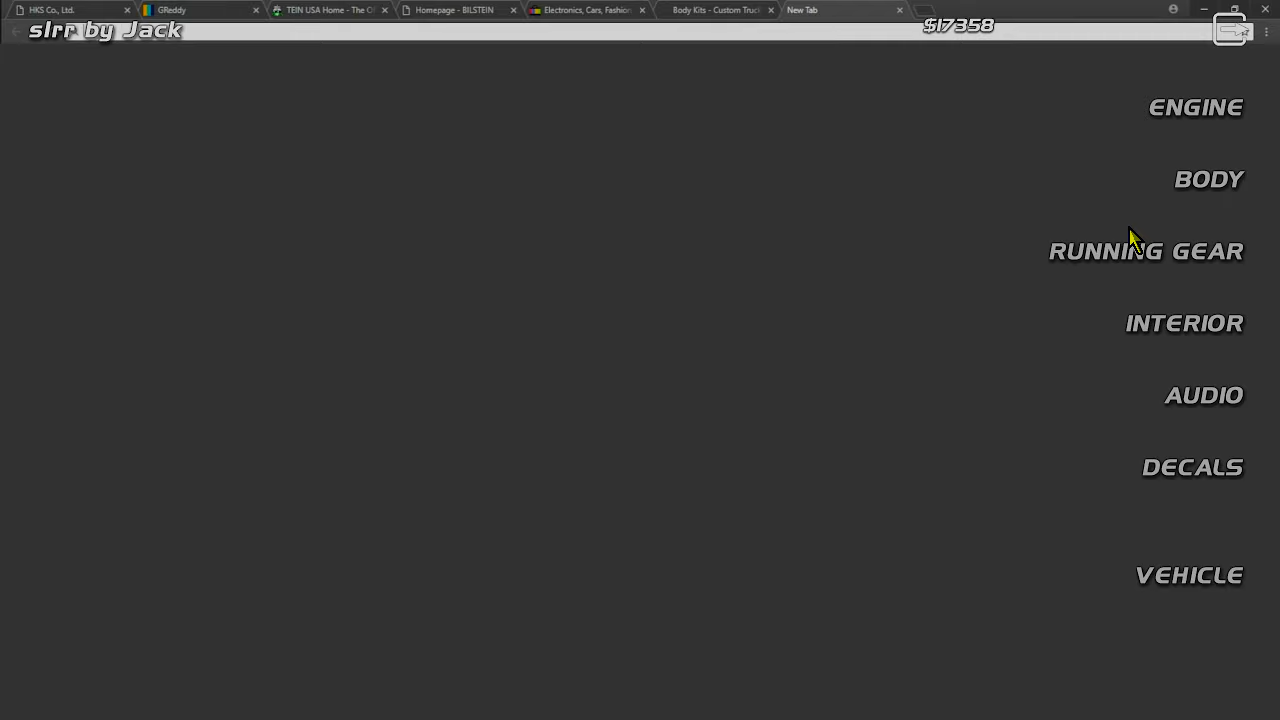 HKS Co., Ltd.
GReddy
TEIN USA Home - The Of
Homepage - BILSTEIN
Electronics, Cars, Fashion
Body Kits - Custom Truck
New Tab
slrr by Jack
$17358
ENGINE
BODY
RUNNING GEAR
INTERIOR
AUDIO
DECALS
VEHICLE